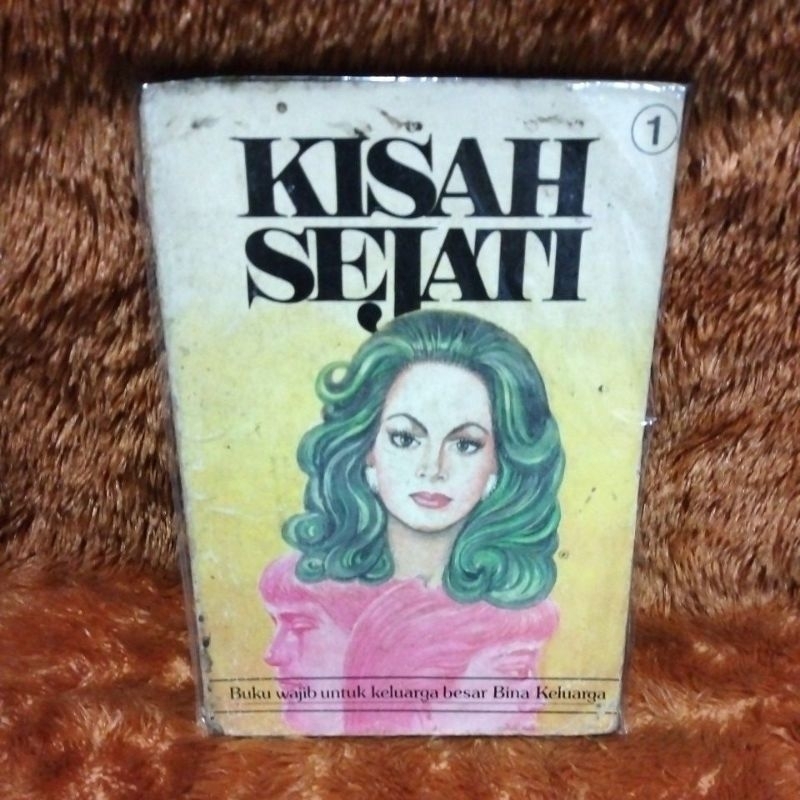 1
KISAH
SEJATI
Buku wajib untuk keluarga besar Bina Keluarga